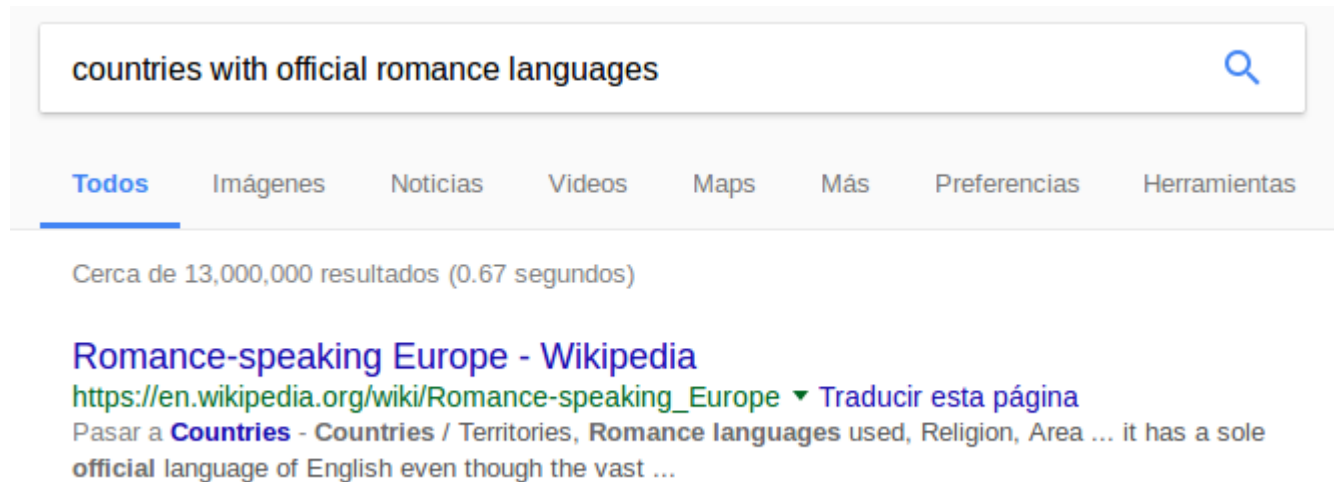 countries with official romance languages
Todos Imágenes Noticias Videos Maps Más Preferencias Herramientas
Cerca de 13,000,000 resultados (0.67 segundos)
Romance-speaking Europe - Wikipedia
https://en.wikipedia.org/wiki/Romance-speaking_Europe ▼ Traducir esta página
Pasar a Countries - Countries / Territories, Romance languages used, Religion, Area ... it has a sole
official language of English even though the vast ...